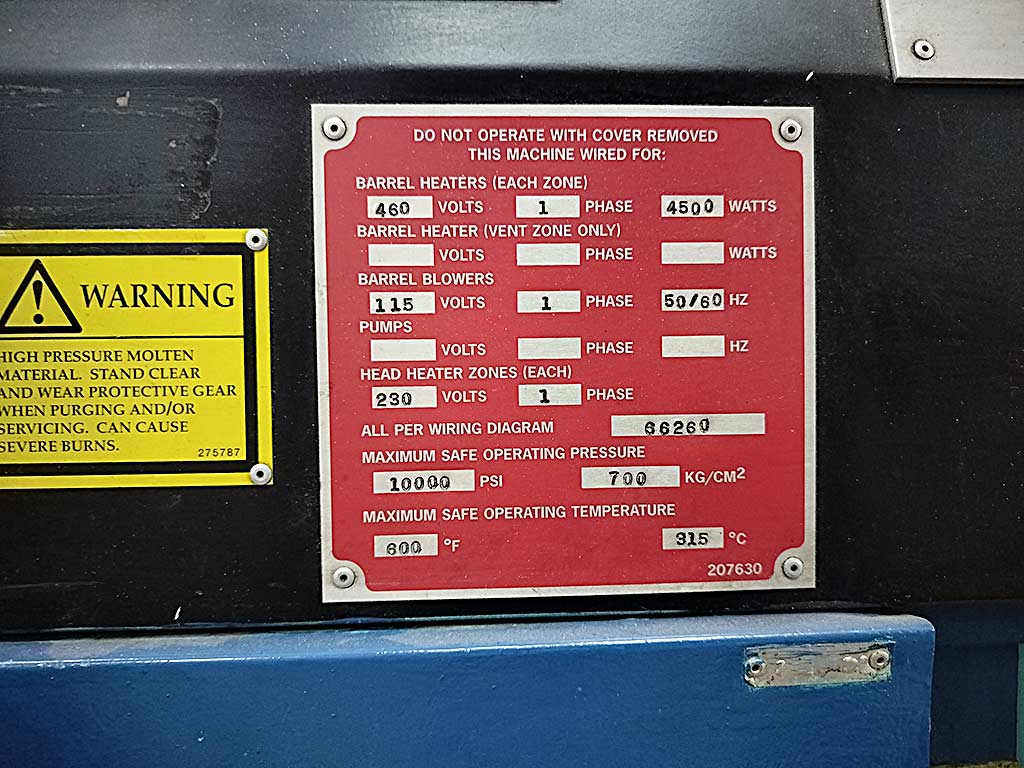 DO NOT OPERATE WITH COVER REMOVED
THIS MACHINE WIRED FOR:
BARREL HEATERS (EACH ZONE)
460 VOLTS 1 PHASE 4500 WATTS
BARREL HEATER (VENT ZONE ONLY)
VOLTS PHASE WATTS
BARREL BLOWERS
115 VOLTS 1 PHASE 50/60 HZ
PUMPS
VOLTS PHASE HZ
HEAD HEATER ZONES (EACH)
230 VOLTS 1 PHASE
ALL PER WIRING DIAGRAM 66260
MAXIMUM SAFE OPERATING PRESSURE
10000 PSI 700 KG/CM²
MAXIMUM SAFE OPERATING TEMPERATURE
600 °F 315 °C
207630
WARNING
HIGH PRESSURE MOLTEN
MATERIAL. STAND CLEAR
AND WEAR PROTECTIVE GEAR
WHEN PURGING AND/OR
SERVICING. CAN CAUSE
SEVERE BURNS.
275787